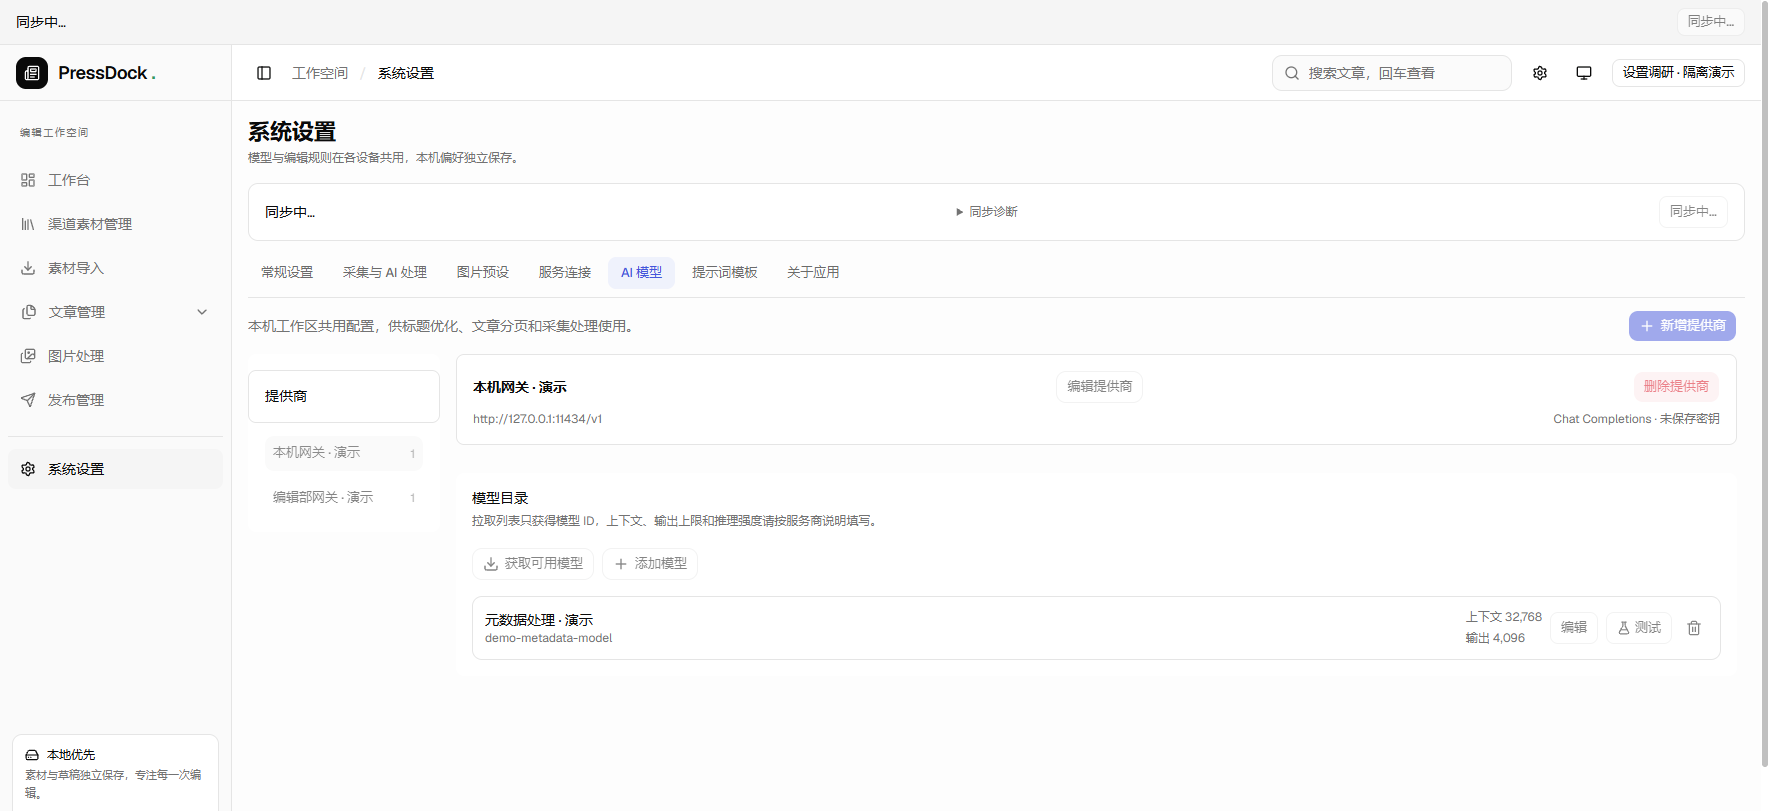 同步中...
同步中...
PressDock.
工作空间 / 系统设置
搜索文章，回车查看
设置调研 · 隔离演示
编辑工作空间
工作台
渠道素材管理
素材导入
文章管理
图片处理
发布管理
系统设置
本地优先
素材与草稿独立保存，专注每一次编
辑。
系统设置
模型与编辑规则在各设备共用，本机偏好独立保存。
同步中...
同步诊断
同步中...
常规设置 采集与 AI 处理 图片预设 服务连接 AI 模型 提示词模板 关于应用
本机工作区共用配置，供标题优化、文章分页和采集处理使用。
新增提供商
提供商
本机网关 · 演示 1
编辑部网关 · 演示 1
本机网关 · 演示
编辑提供商
删除提供商
http://127.0.0.1:11434/v1
Chat Completions · 未保存密钥
模型目录
拉取列表只获得模型 ID，上下文、输出上限和推理强度请按服务商说明填写。
获取可用模型
添加模型
元数据处理 · 演示
demo-metadata-model
上下文 32,768
输出 4,096
编辑
测试